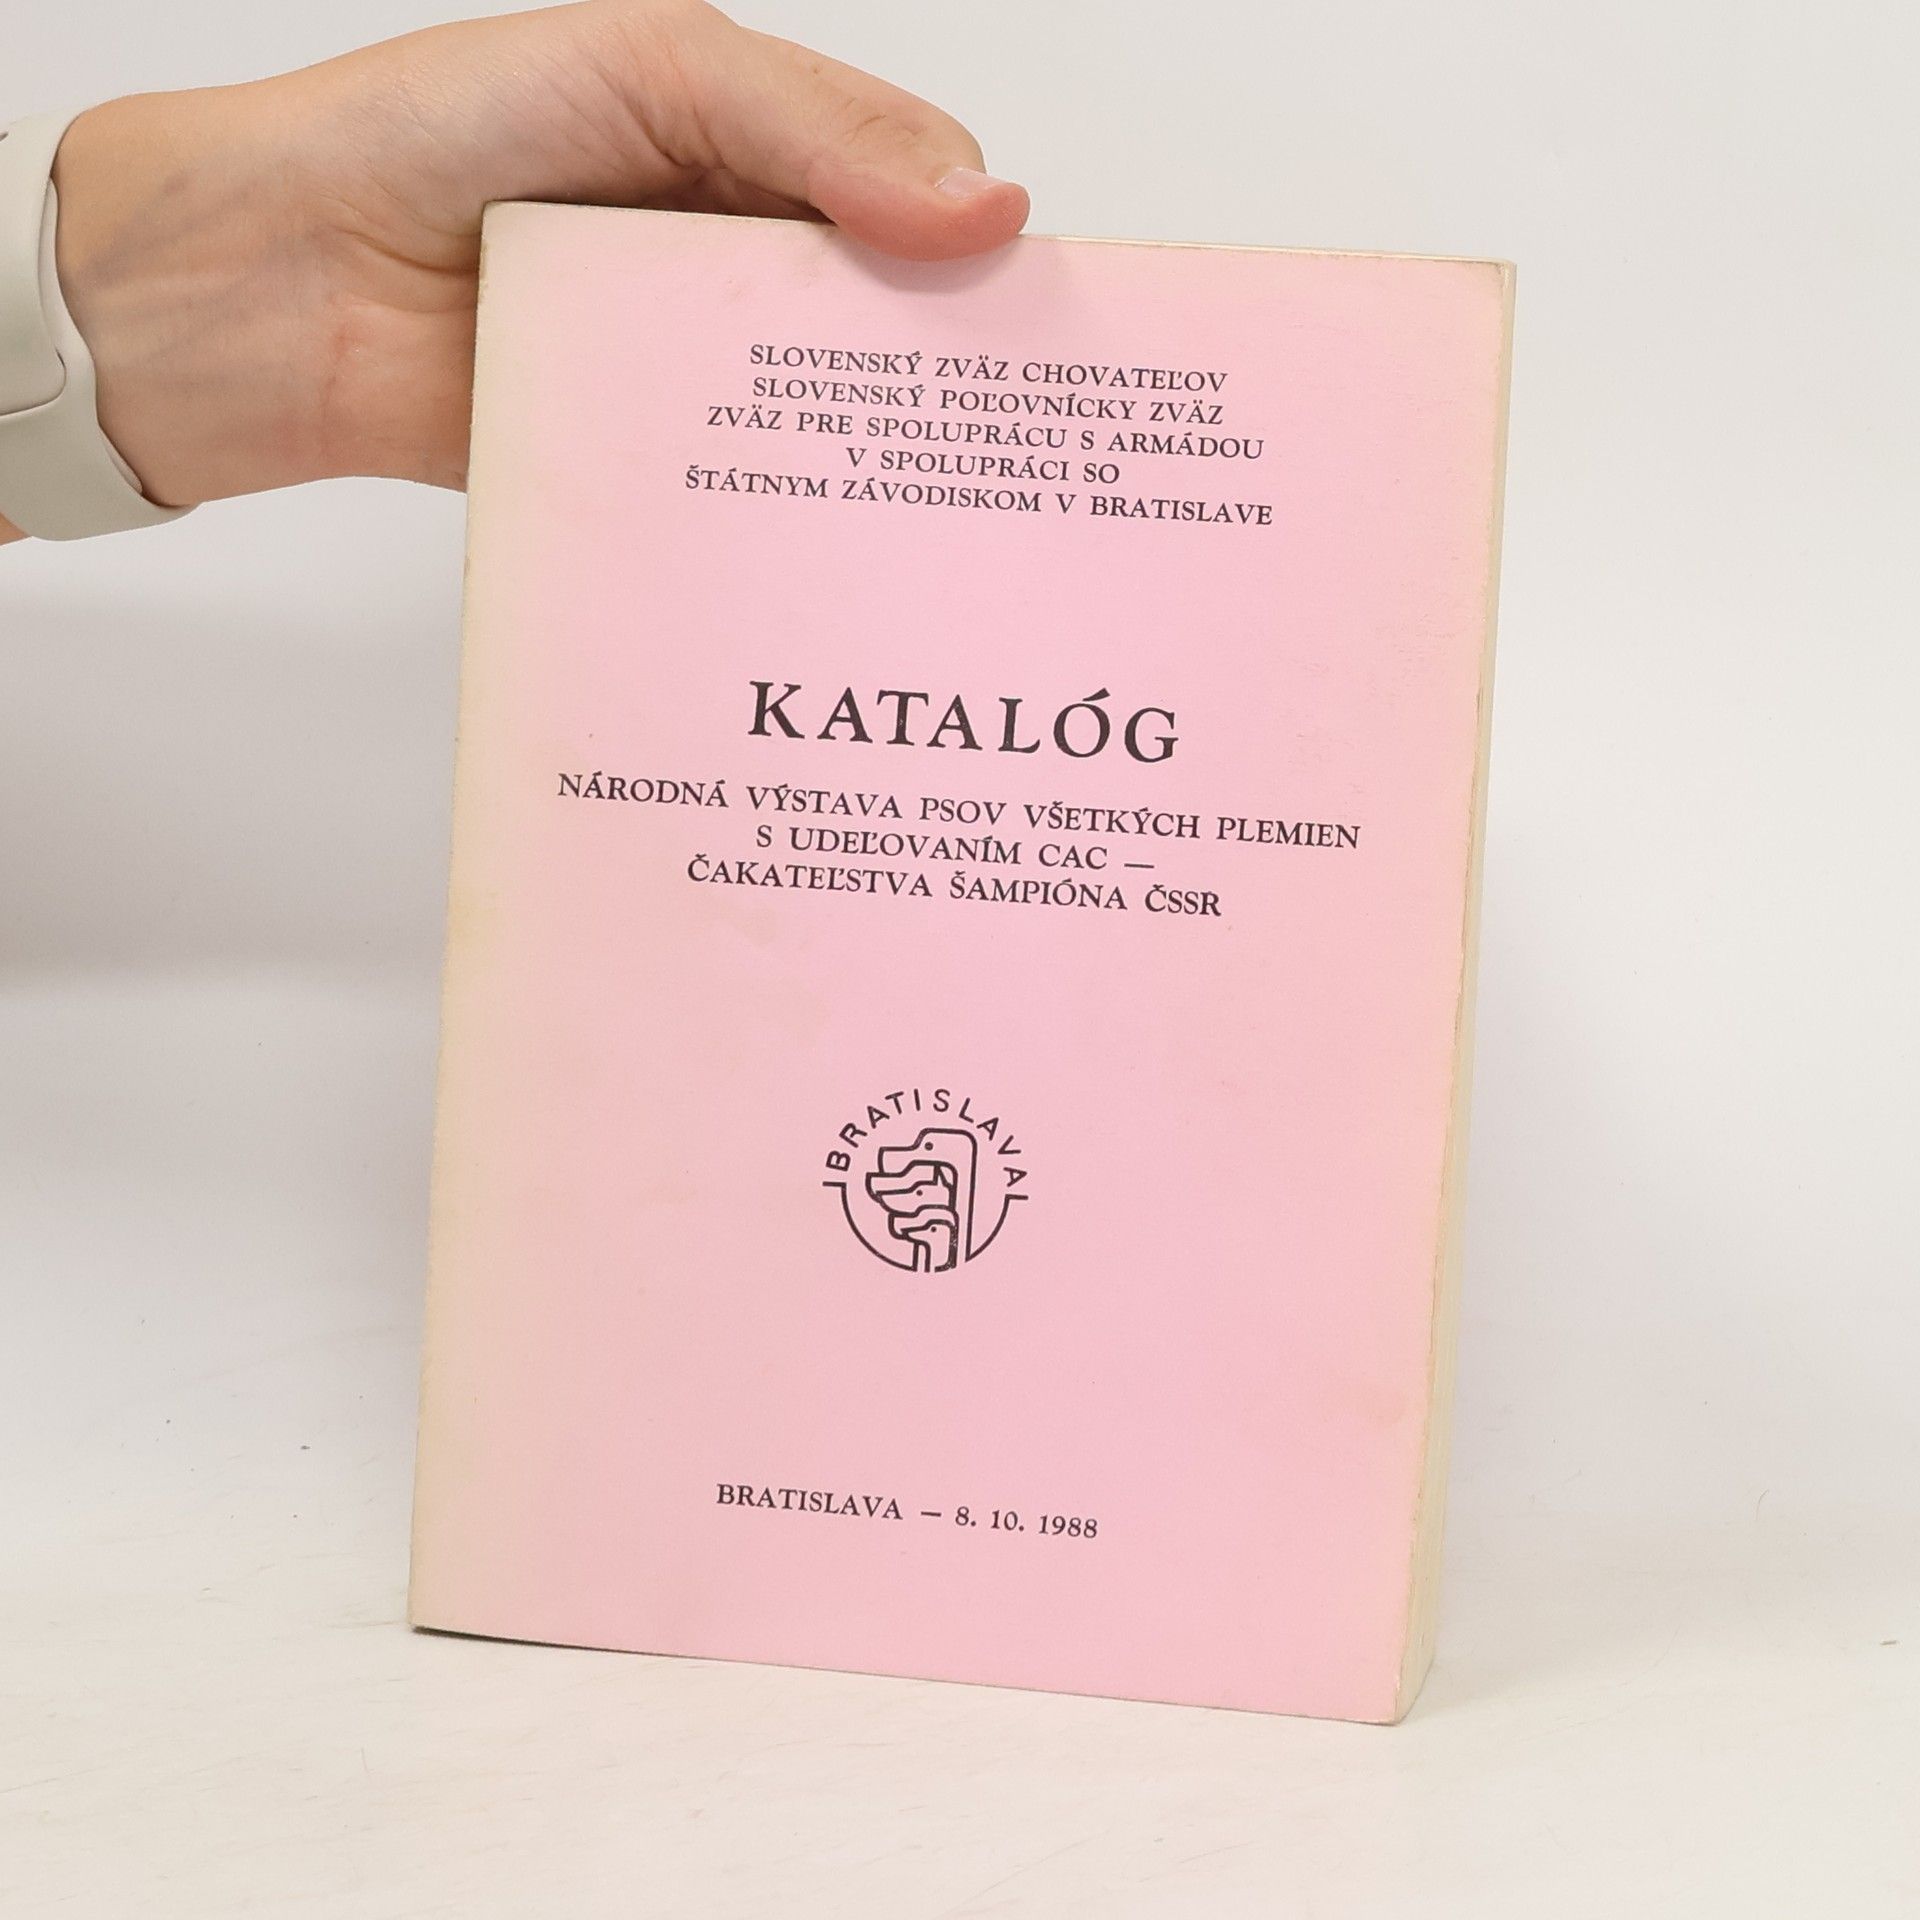 SLOVENSKÝ ZVÄZ CHOVATEĽOV
SLOVENSKÝ POĽOVNÍCKY ZVÄZ
ZVÄZ PRE SPOLUPRÁCU S ARMÁDOU
V SPOLUPRÁCI SO
ŠTÁTNYM ZÁVODISKOM V BRATISLAVE
KATALÓG
NÁRODNÁ VÝSTAVA PSOV VŠETKÝCH PLEMIEN
S UDEĽOVANÍM CAC —
ČAKATEĽSTVA ŠAMPIÓNA ČSSR
BRATISLAVA
BRATISLAVA — 8. 10. 1988